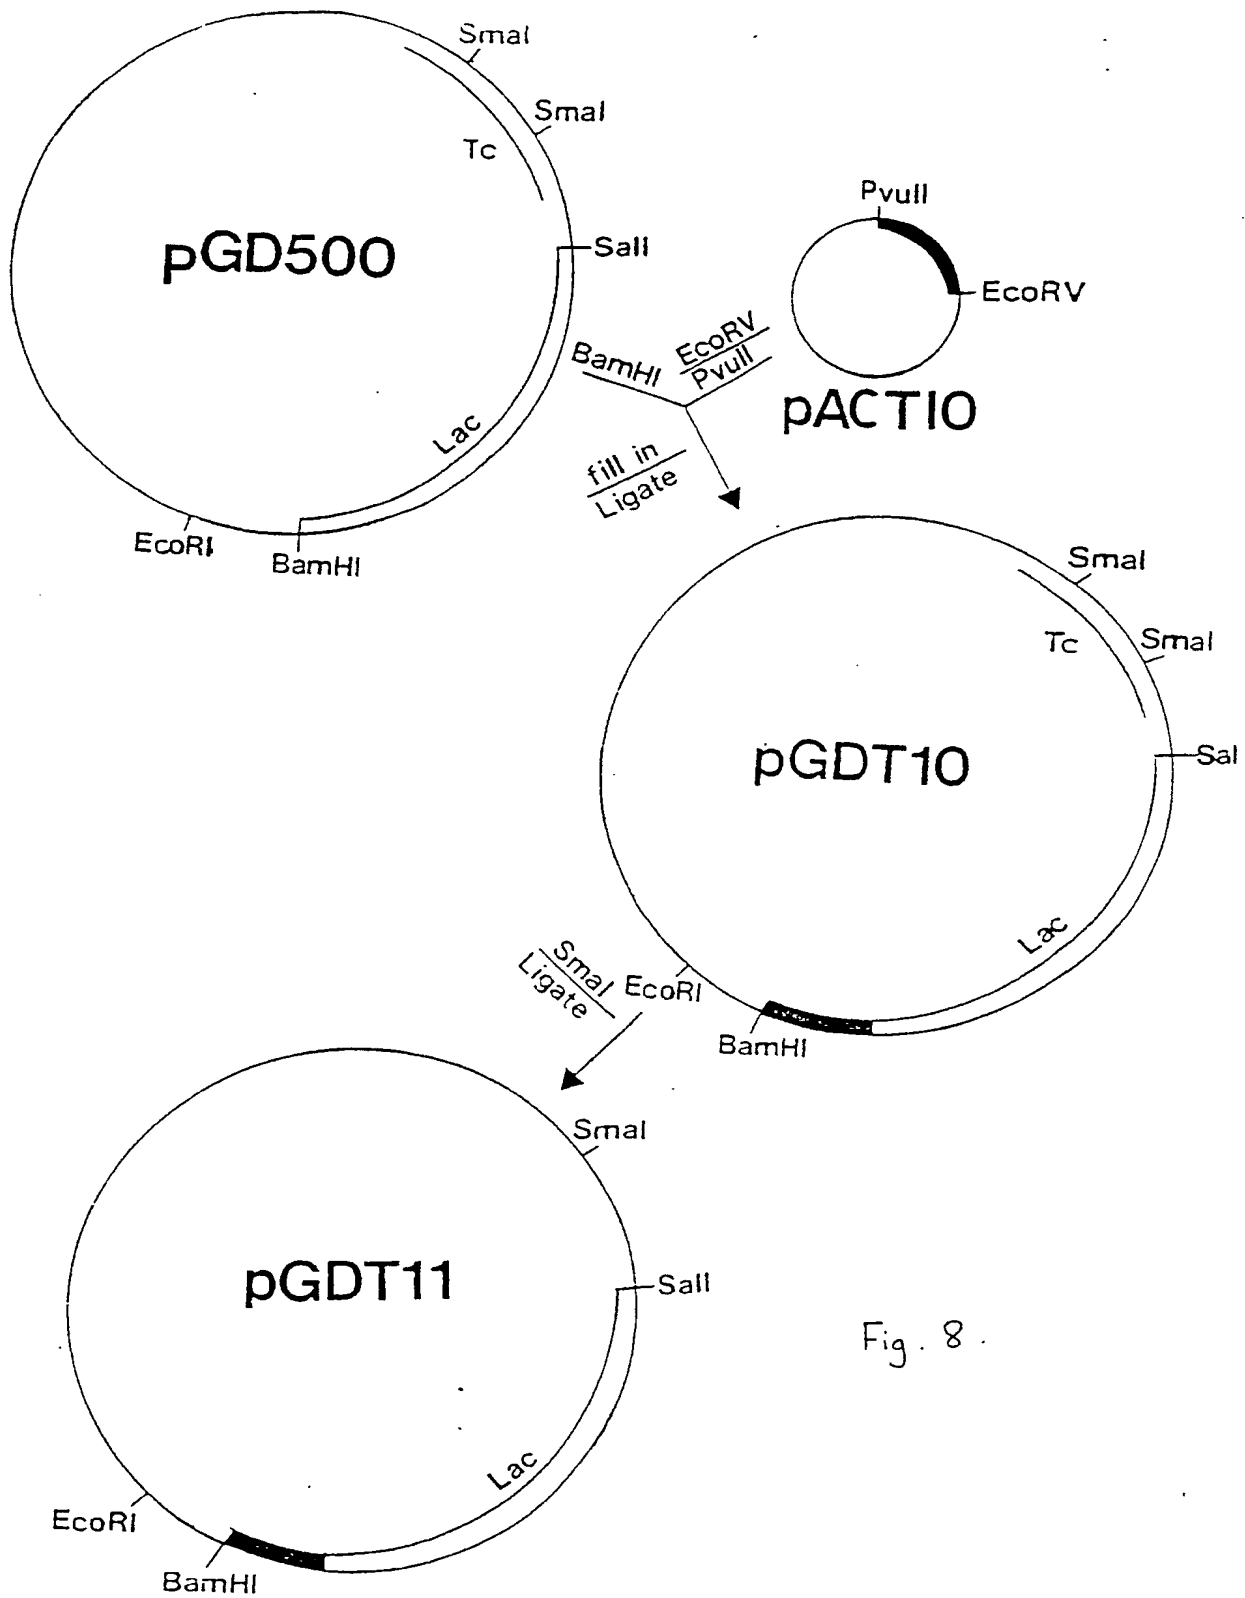 SmaI
SmaI
Tc
pGD500
SalI
Lac
EcoRI
BamHI
PvuII
EcoRV
pACT10
BamHI
EcoRV
PvuII
fill in
Ligate
SmaI
SmaI
Tc
pGDT10
Sal
Lac
EcoRI
BamHI
SmaI
Ligate
SmaI
pGDT11
SalI
Lac
EcoRI
BamHI
Fig. 8.